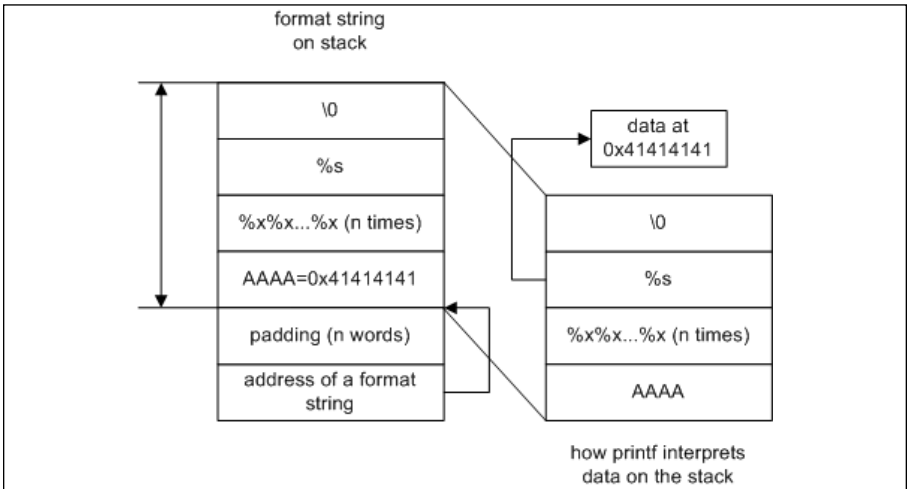 format string
on stack
\0
%s
%x%x...%x (n times)
AAAA=0x41414141
padding (n words)
address of a format
string
data at
0x41414141
\0
%s
%x%x...%x (n times)
AAAA
how printf interprets
data on the stack